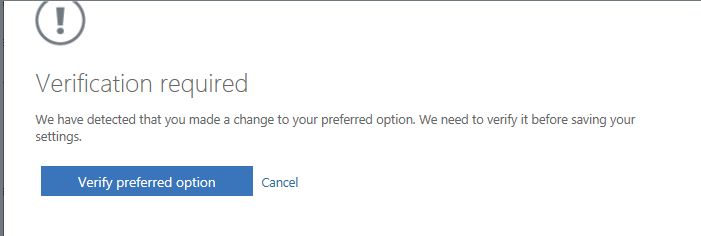 Verification required
We have detected that you made a change to your preferred option. We need to verify it before saving your
settings.
Verify preferred option
Cancel